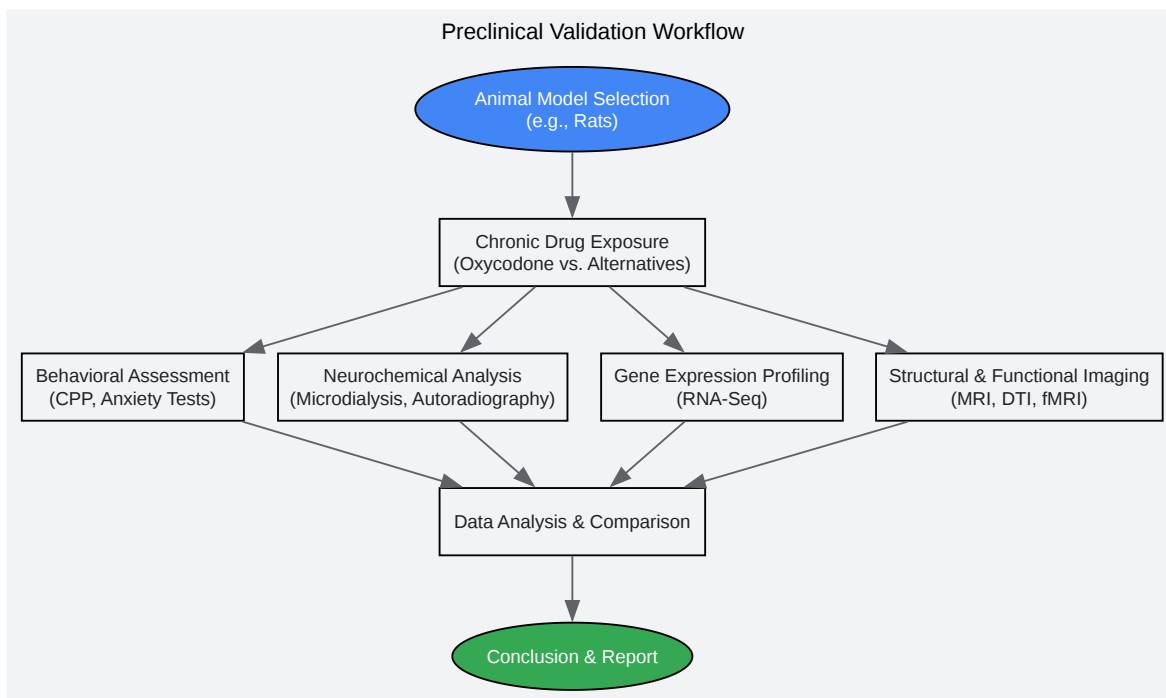 Preclinical Validation Workflow
Animal Model Selection
(e.g., Rats)
Chronic Drug Exposure
(Oxycodone vs. Alternatives)
Behavioral Assessment
(CPP, Anxiety Tests)
Neurochemical Analysis
(Microdialysis, Autoradiography)
Gene Expression Profiling
(RNA-Seq)
Structural & Functional Imaging
(MRI, DTI, fMRI)
Data Analysis & Comparison
Conclusion & Report